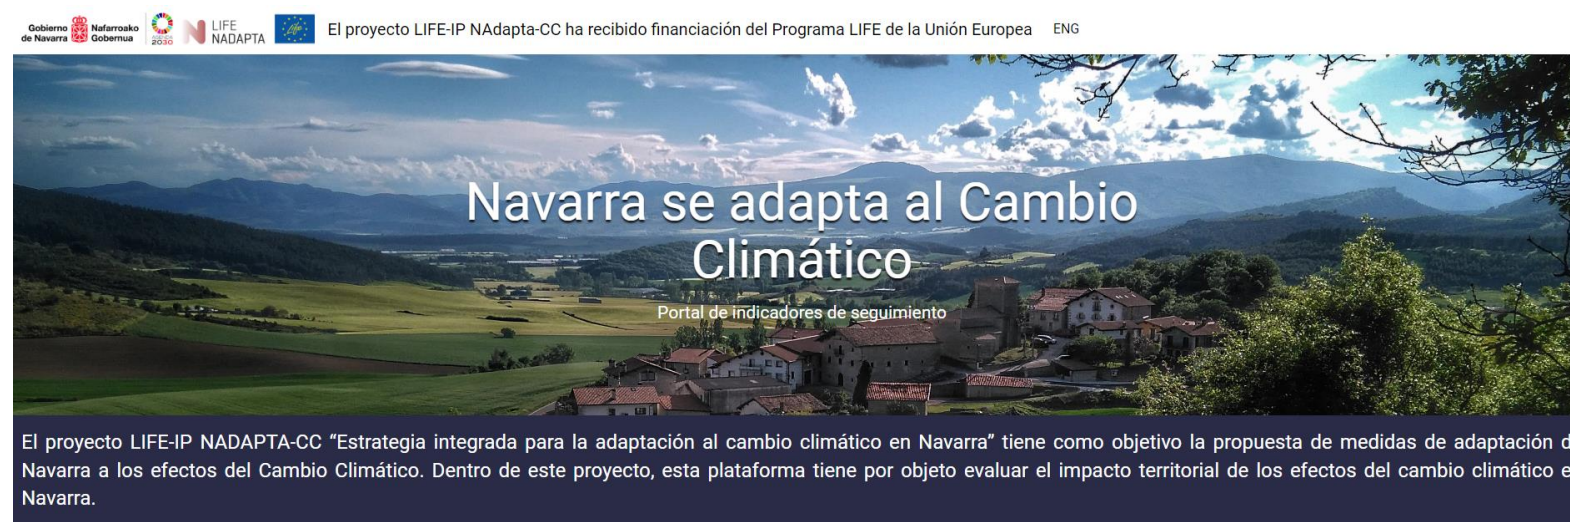 Gobierno de Navarra Nafarroako Gobernua
AGENDA 2030
LIFE NADAPTA
Life
El proyecto LIFE-IP NAdapta-CC ha recibido financiación del Programa LIFE de la Unión Europea
ENG
Navarra se adapta al Cambio
Climático
Portal de indicadores de seguimiento
El proyecto LIFE-IP NADAPTA-CC “Estrategia integrada para la adaptación al cambio climático en Navarra” tiene como objetivo la propuesta de medidas de adaptación d
Navarra a los efectos del Cambio Climático. Dentro de este proyecto, esta plataforma tiene por objeto evaluar el impacto territorial de los efectos del cambio climático e
Navarra.